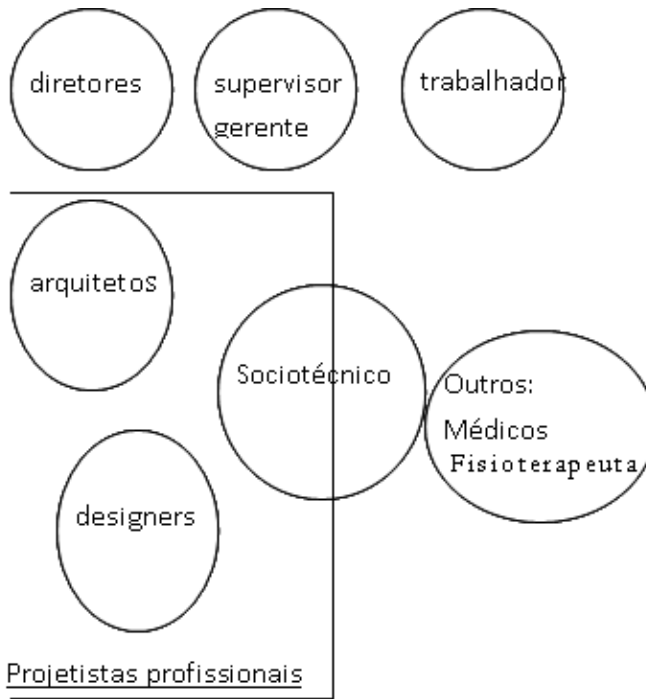 diretores
supervisor
gerente
trabalhador
arquitetos
Sociotécnico
Outros:
Médicos
Fisioterapeuta
designers
Projetistas profissionais